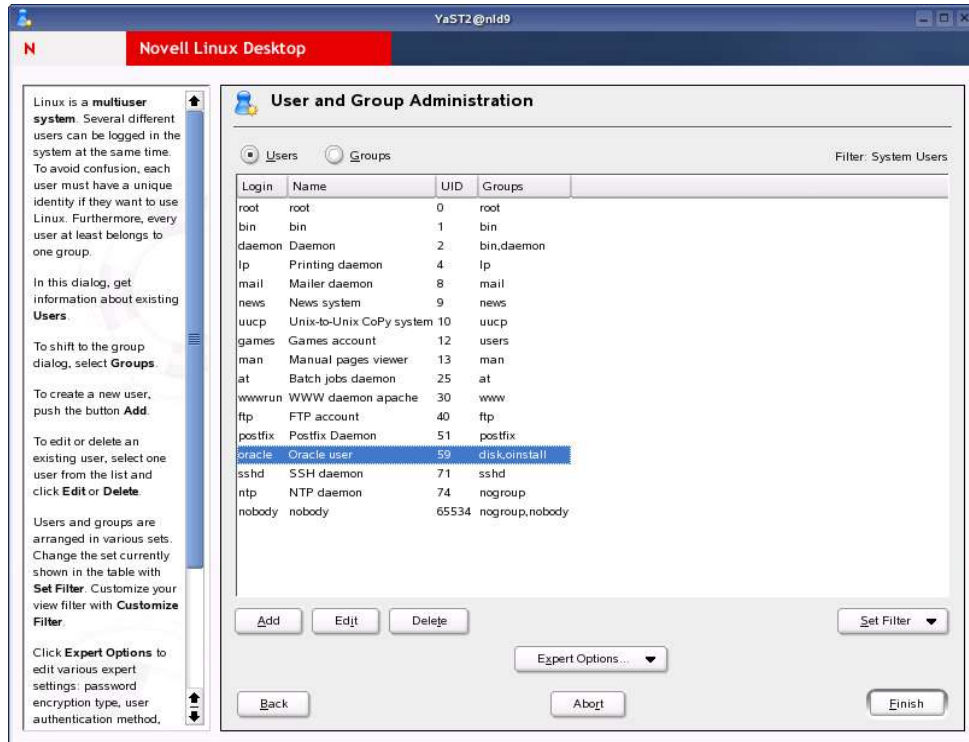 YaST2@nld9
N
Novell Linux Desktop
Linux is a multiuser
system. Several different
users can be logged in the
system at the same time.
To avoid confusion, each
user must have a unique
identity if they want to use
Linux. Furthermore, every
user at least belongs to
one group.
In this dialog, get
information about existing
Users.
To shift to the group
dialog, select Groups.
To create a new user,
push the button Add.
To edit or delete an
existing user, select one
user from the list and
click Edit or Delete.
Users and groups are
arranged in various sets.
Change the set currently
shown in the table with
Set Filter. Customize your
view filter with Customize
Filter.
Click Expert Options to
edit various expert
settings: password
encryption type, user
authentication method,
User and Group Administration
Users Groups Filter: System Users
Login Name UID Groups
root root 0 root
bin bin 1 bin
daemon Daemon 2 bin,daemon
lp Printing daemon 4 lp
mail Mailer daemon 8 mail
news News system 9 news
uucp Unix-to-Unix CoPy system 10 uucp
games Games account 12 users
man Manual pages viewer 13 man
at Batch jobs daemon 25 at
wwwrun WWW daemon apache 30 www
ftp FTP account 40 ftp
postfix Postfix Daemon 51 postfix
oracle Oracle user 59 disk,oinstall
sshd SSH daemon 71 sshd
ntp NTP daemon 74 nogroup
nobody nobody 65534 nogroup,nobody
Add Edit Delete Set Filter
Expert Options...
Back Abort Finish